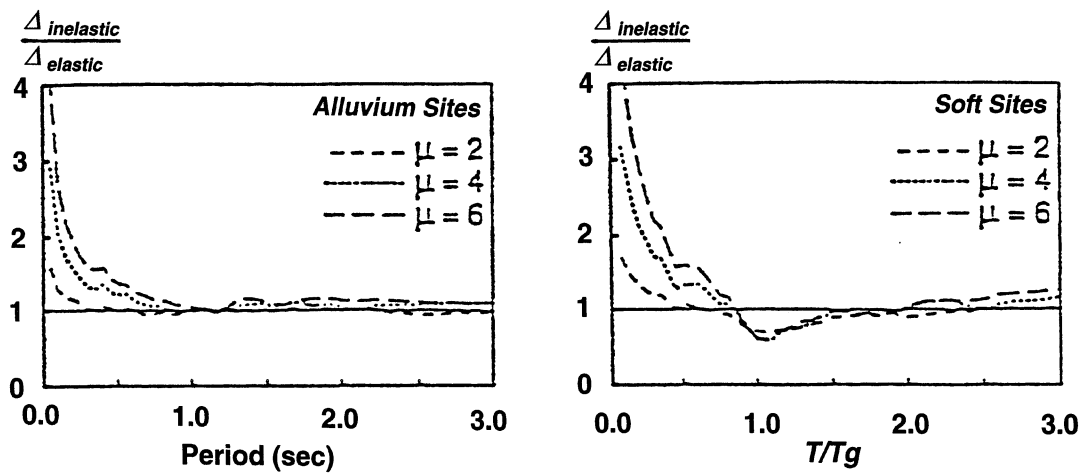 Δ inelastic
Δ elastic
4
3
2
1
0
Alluvium Sites
μ = 2
μ = 4
μ = 6
0.0 1.0 2.0 3.0
Period (sec)
Δ inelastic
Δ elastic
4
3
2
1
0
Soft Sites
μ = 2
μ = 4
μ = 6
0.0 1.0 2.0 3.0
T/Tg